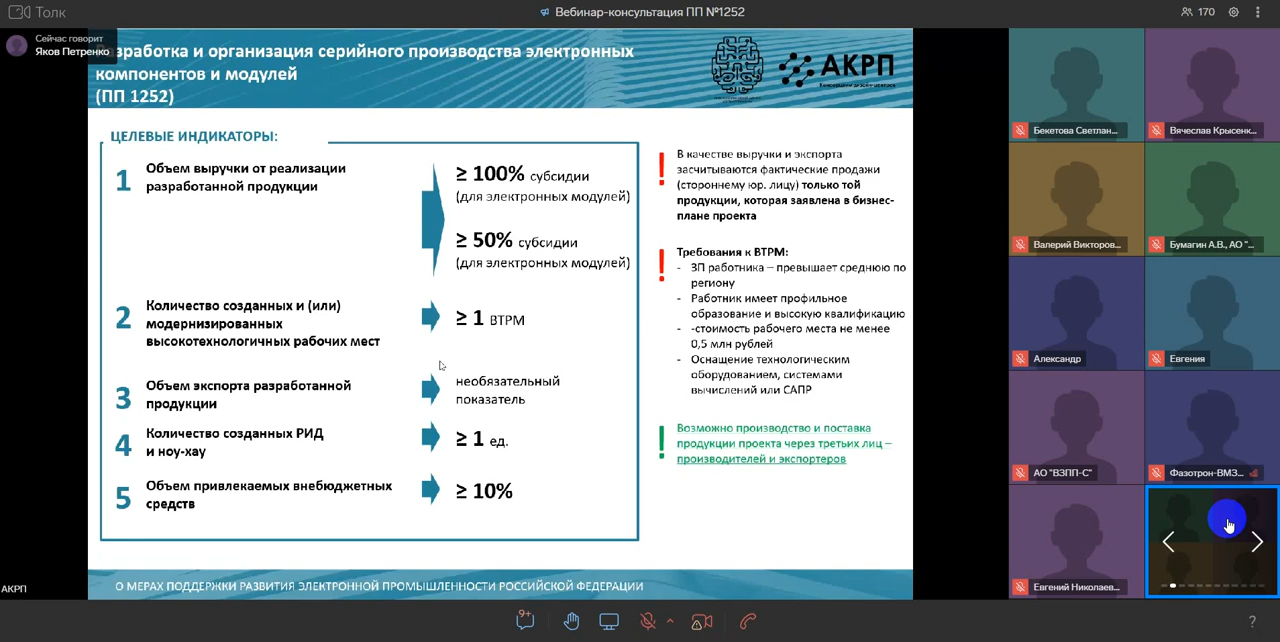 Толк
Вебинар-консультация ПП №1252
170
Сейчас говорит
Яков Петренко
Разработка и организация серийного производства электронных
компонентов и модулей
(ПП 1252)
АКРП
ЦЕЛЕВЫЕ ИНДИКАТОРЫ:
1
Объем выручки от реализации
разработанной продукции
≥ 100% субсидии
(для электронных модулей)
≥ 50% субсидии
(для электронных модулей)
2
Количество созданных и (или)
модернизированных
высокотехнологичных рабочих мест
≥ 1 ВТРМ
3
Объем экспорта разработанной
продукции
необязательный
показатель
4
Количество созданных РИД
и ноу-хау
≥ 1 ед.
5
Объем привлекаемых внебюджетных
средств
≥ 10%
!
В качестве выручки и экспорта
засчитываются фактические продажи
(стороннему юр. лицу) только той
продукции, которая заявлена в бизнес-
плане проекта
!
Требования к ВТРМ:
- ЗП работника – превышает среднюю по
региону
- Работник имеет профильное
образование и высокую квалификацию
- -стоимость рабочего места не менее
0,5 млн рублей
- Оснащение технологическим
оборудованием, системами
вычислений или САПР
!
Возможно производство и поставка
продукции проекта через третьих лиц –
производителей и экспортеров
О МЕРАХ ПОДДЕРЖКИ РАЗВИТИЯ ЭЛЕКТРОННОЙ ПРОМЫШЛЕННОСТИ РОССИЙСКОЙ ФЕДЕРАЦИИ
АКРП
Бекетова Светлан...
Вячеслав Крысенк...
Валерий Викторов...
Бумагин А.В., АО "...
Александр
Евгения
АО "ВЗПП-С"
Фазотрон-ВМЗ...
Евгений Николаев...
9+
?